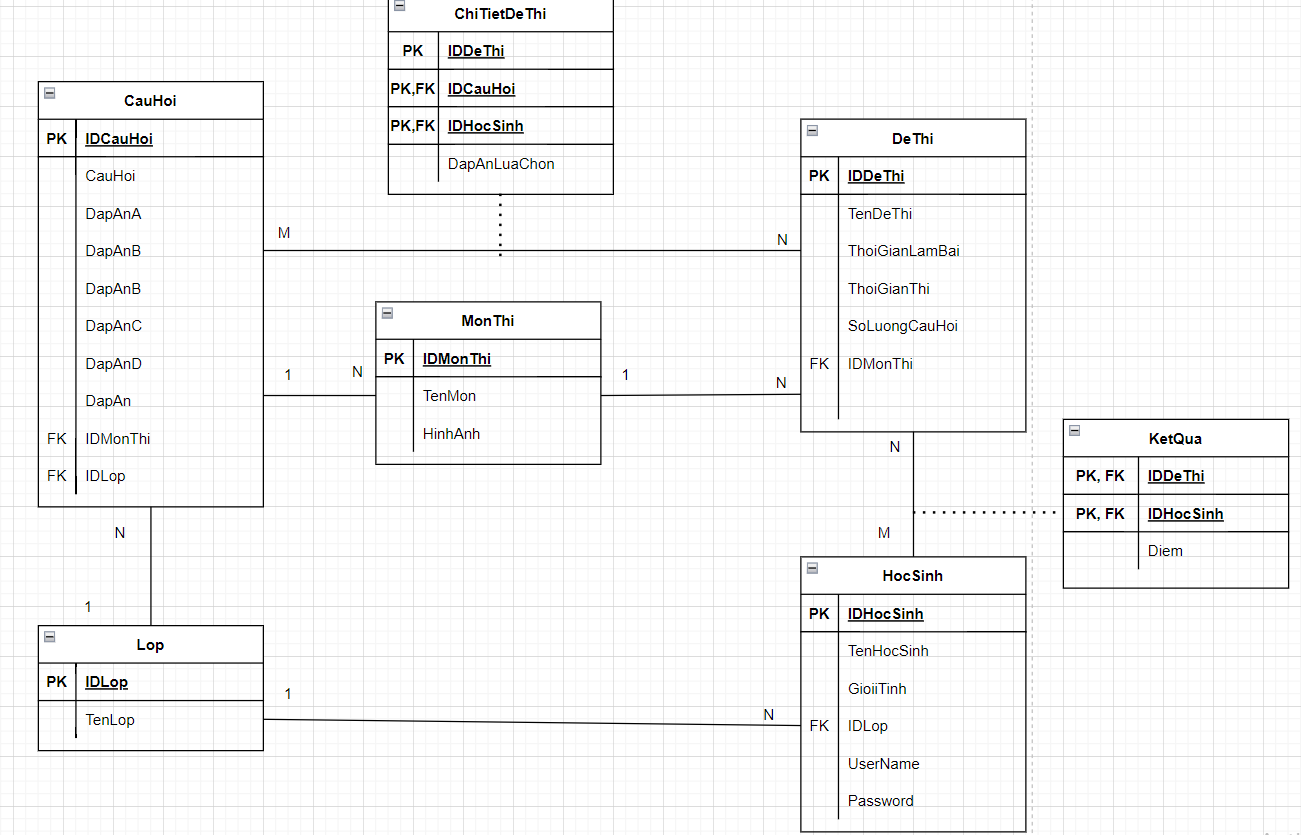 ChiTietDeThi
PK IDDeThi
PK,FK IDCauHoi
PK,FK IDHocSinh
DapAnLuaChon
CauHoi
PK IDCauHoi
CauHoi
DapAnA
DapAnB
DapAnB
DapAnC
DapAnD
DapAn
FK IDMonThi
FK IDLop
DeThi
PK IDDeThi
TenDeThi
ThoiGianLamBai
ThoiGianThi
SoLuongCauHoi
FK IDMonThi
M N
MonThi
PK IDMonThi
TenMon
HinhAnh
1 N
1 N
KetQua
PK, FK IDDeThi
PK, FK IDHocSinh
Diem
N
M
N
1
Lop
PK IDLop
TenLop
1 N
HocSinh
PK IDHocSinh
TenHocSinh
GioiiTinh
FK IDLop
UserName
Password